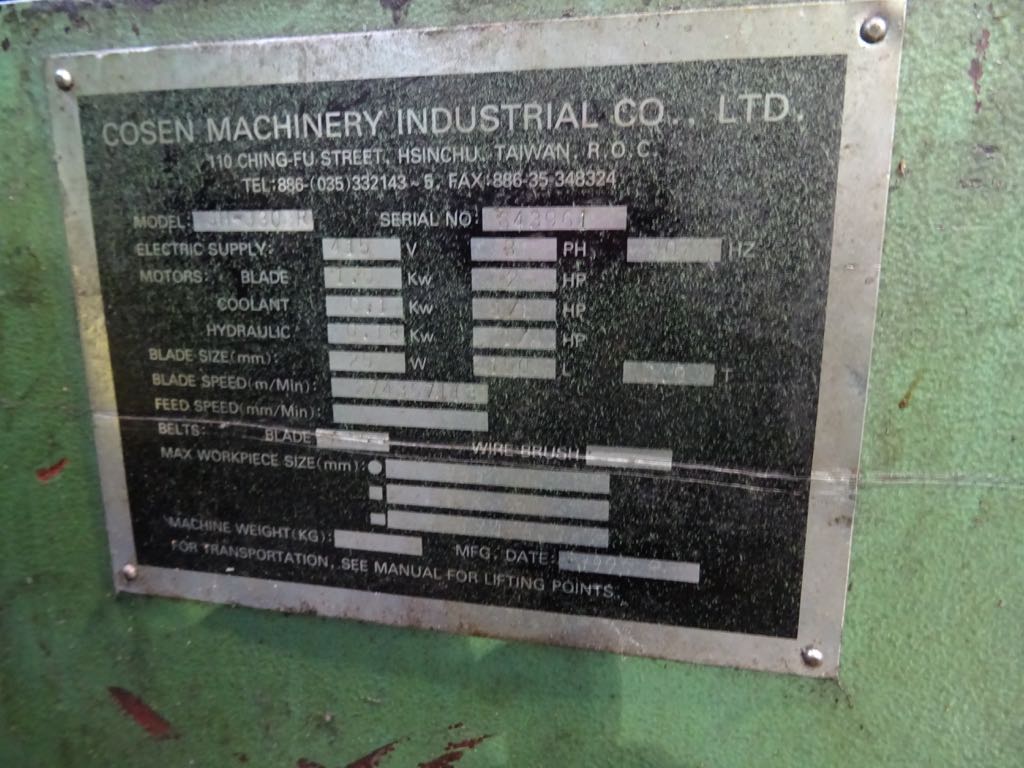 COSEN MACHINERY INDUSTRIAL CO., LTD.
110 CHING-FU STREET, HSINCHU, TAIWAN, R.O.C.
TEL:886-(035)332143~5, FAX:886-35-348324
MODEL: SERIAL NO:
ELECTRIC SUPPLY: 415 V PH, HZ
MOTORS: BLADE Kw HP
COOLANT Kw HP
HYDRAULIC Kw HP
BLADE SIZE(mm): W L T
BLADE SPEED(m/Min):
FEED SPEED(mm/Min):
BELTS: BLADE WIRE BRUSH
MAX WORKPIECE SIZE(mm):
MACHINE WEIGHT(KG): MFG. DATE:
FOR TRANSPORTATION, SEE MANUAL FOR LIFTING POINTS.